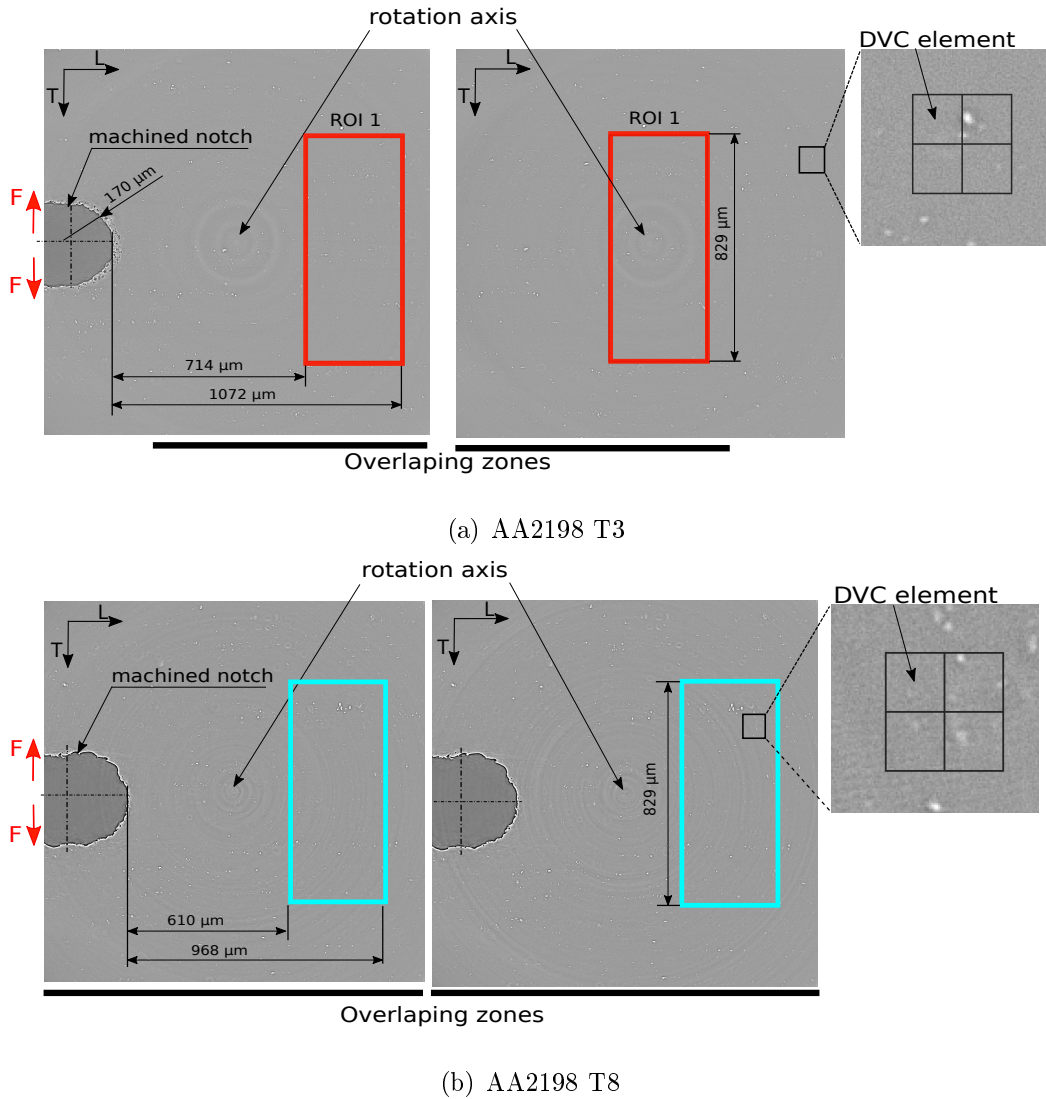 rotation axis
DVC element
L
T
machined notch
170 µm
F
F
ROI 1
714 µm
1072 µm
L
T
ROI 1
829 µm
Overlaping zones
(a) AA2198 T3
rotation axis
DVC element
L
T
machined notch
F
F
610 µm
968 µm
L
T
829 µm
Overlaping zones
(b) AA2198 T8